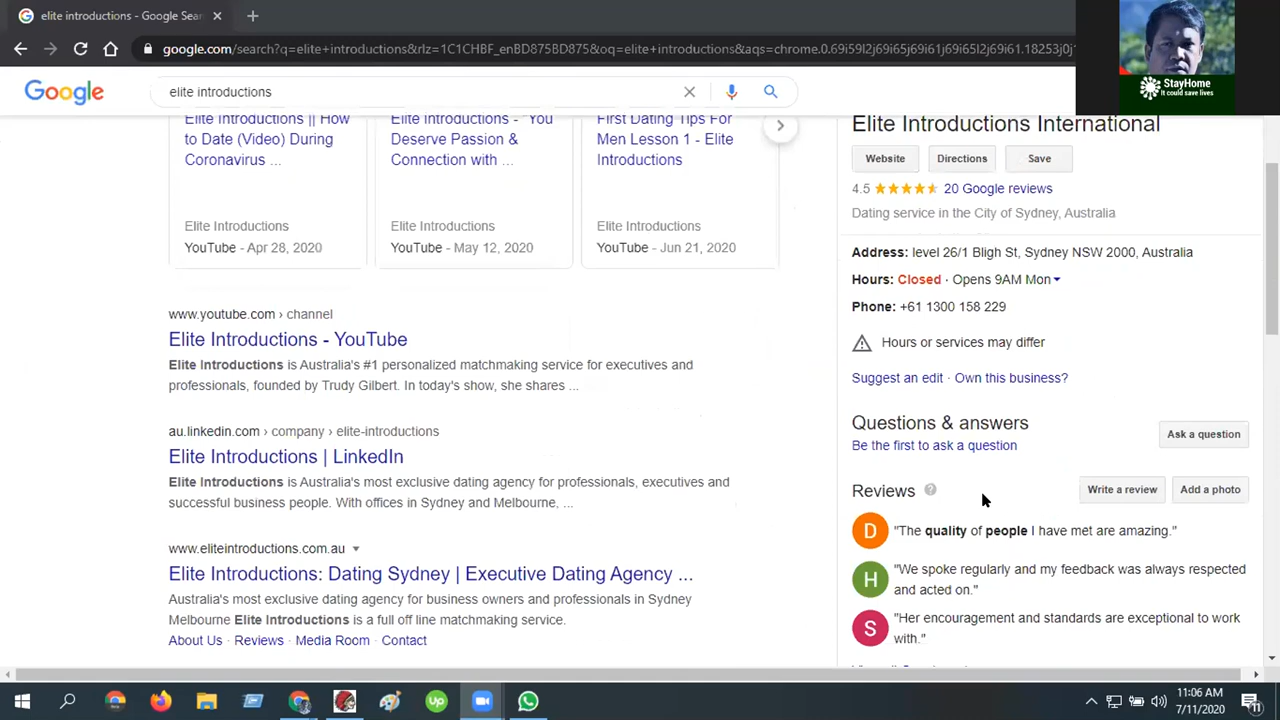 elite introductions - Google Sear
google.com/search?q=elite+introductions&rlz=1C1CHBF_enBD875BD875&oq=elite+introductions&aqs=chrome.0.69i59l2j69i65j69i61j69i65l2j69i61.18253j0j1
StayHome
It could save lives
Google
elite introductions
Elite Introductions || How
to Date (Video) During
Coronavirus ...
Elite Introductions
YouTube - Apr 28, 2020
Elite Introductions - "You
Deserve Passion &
Connection with ...
Elite Introductions
YouTube - May 12, 2020
First Dating Tips For
Men Lesson 1 - Elite
Introductions
Elite Introductions
YouTube - Jun 21, 2020
www.youtube.com › channel
Elite Introductions - YouTube
Elite Introductions is Australia's #1 personalized matchmaking service for executives and
professionals, founded by Trudy Gilbert. In today's show, she shares ...
au.linkedin.com › company › elite-introductions
Elite Introductions | LinkedIn
Elite Introductions is Australia's most exclusive dating agency for professionals, executives and
successful business people. With offices in Sydney and Melbourne, ...
www.eliteintroductions.com.au
Elite Introductions: Dating Sydney | Executive Dating Agency ...
Australia's most exclusive dating agency for business owners and professionals in Sydney
Melbourne Elite Introductions is a full off line matchmaking service.
About Us · Reviews · Media Room · Contact
Elite Introductions International
Website
Directions
Save
4.5 20 Google reviews
Dating service in the City of Sydney, Australia
Address: level 26/1 Bligh St, Sydney NSW 2000, Australia
Hours: Closed · Opens 9AM Mon
Phone: +61 1300 158 229
Hours or services may differ
Suggest an edit · Own this business?
Questions & answers
Be the first to ask a question
Ask a question
Reviews
Write a review
Add a photo
D
"The quality of people I have met are amazing."
H
"We spoke regularly and my feedback was always respected
and acted on."
S
"Her encouragement and standards are exceptional to work
with."
Up
11:06 AM
7/11/2020
11